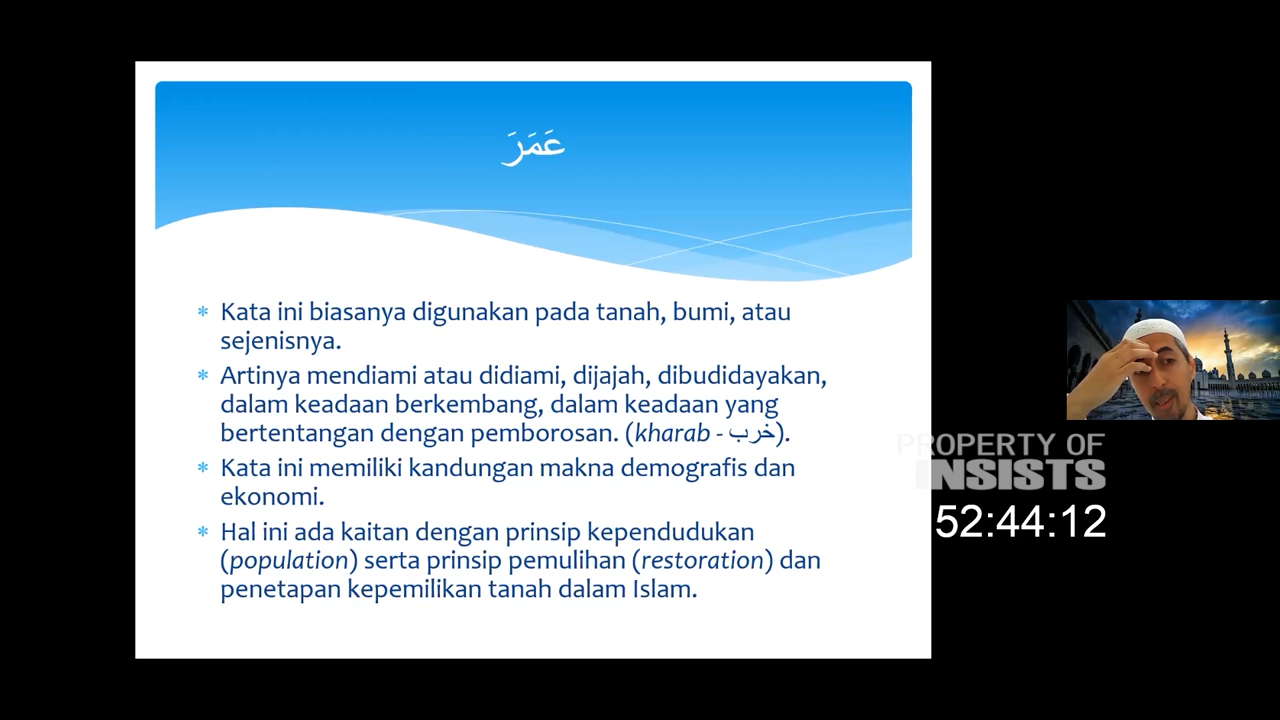 عَمَرَ
* Kata ini biasanya digunakan pada tanah, bumi, atau
sejenisnya.
* Artinya mendiami atau didiami, dijajah, dibudidayakan,
dalam keadaan berkembang, dalam keadaan yang
bertentangan dengan pemborosan. (kharab - خرب).
* Kata ini memiliki kandungan makna demografis dan
ekonomi.
* Hal ini ada kaitan dengan prinsip kependudukan
(population) serta prinsip pemulihan (restoration) dan
penetapan kepemilikan tanah dalam Islam.
PROPERTY OF
INSISTS
52:44:12